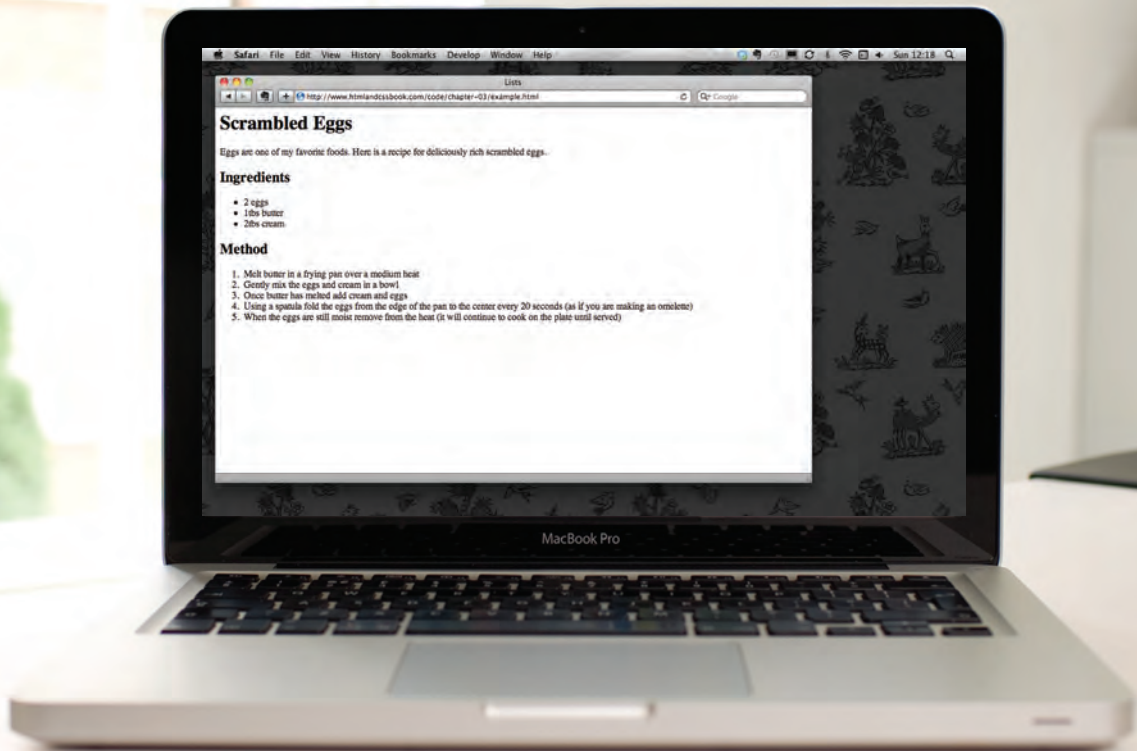 Safari File Edit View History Bookmarks Develop Window Help Sun 12:18
Lists
http://www.htmlandcssbook.com/code/chapter-03/example.html Google
Scrambled Eggs
Eggs are one of my favorite foods. Here is a recipe for deliciously rich scrambled eggs.
Ingredients
• 2 eggs
• 1tbs butter
• 2tbs cream
Method
1. Melt butter in a frying pan over a medium heat
2. Gently mix the eggs and cream in a bowl
3. Once butter has melted add cream and eggs
4. Using a spatula fold the eggs from the edge of the pan to the center every 20 seconds (as if you are making an omelette)
5. When the eggs are still moist remove from the heat (it will continue to cook on the plate until served)
MacBook Pro